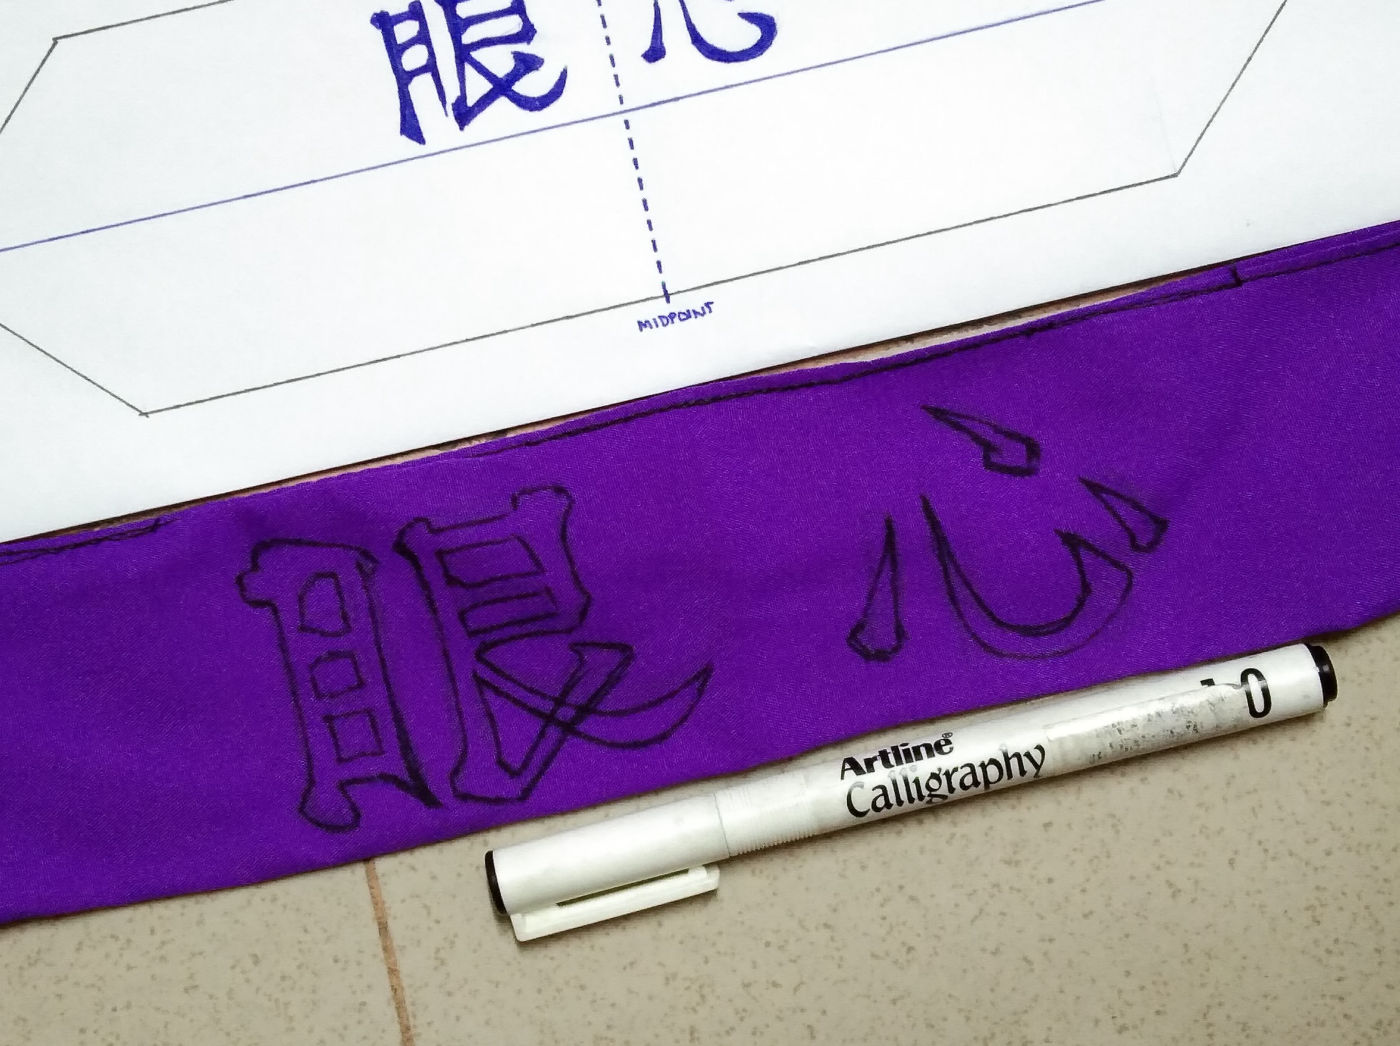 眼 心
MIDPOINT
眼 心
Artline®
Calligraphy
1.0